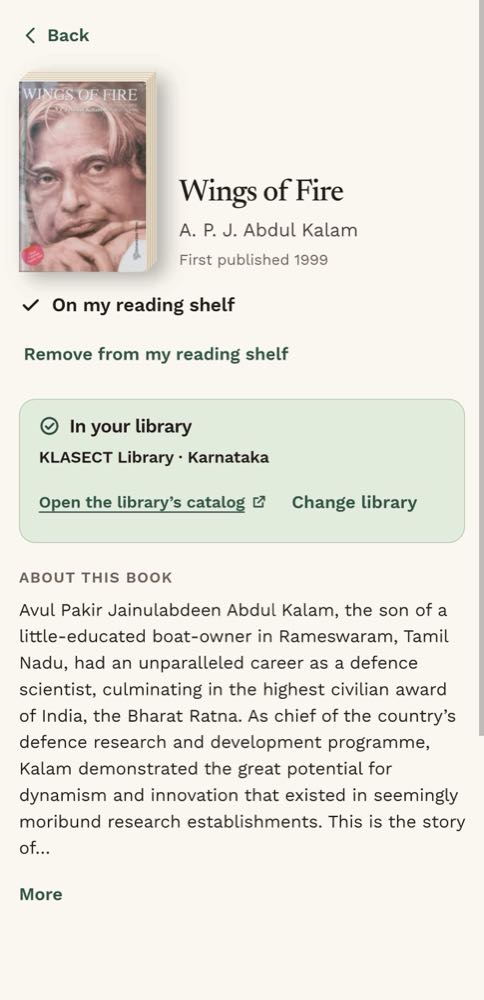 Back
WINGS OF FIRE
Wings of Fire
A. P. J. Abdul Kalam
First published 1999
On my reading shelf
Remove from my reading shelf
In your library
KLASECT Library · Karnataka
Open the library’s catalog
Change library
ABOUT THIS BOOK
Avul Pakir Jainulabdeen Abdul Kalam, the son of a
little-educated boat-owner in Rameswaram, Tamil
Nadu, had an unparalleled career as a defence
scientist, culminating in the highest civilian award
of India, the Bharat Ratna. As chief of the country’s
defence research and development programme,
Kalam demonstrated the great potential for
dynamism and innovation that existed in seemingly
moribund research establishments. This is the story
of...
More